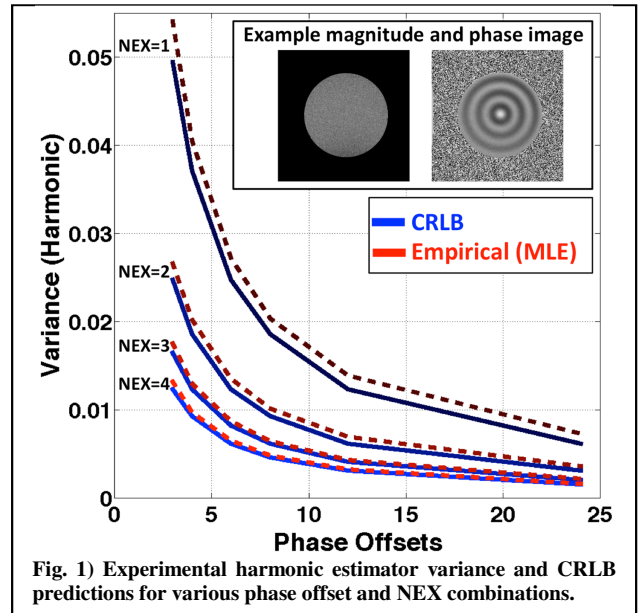 Example magnitude and phase image
NEX=1
NEX=2
NEX=3
NEX=4
CRLB
Empirical (MLE)
Variance (Harmonic)
0.05
0.04
0.03
0.02
0.01
0
0 5 10 15 20 25
Phase Offsets
Fig. 1) Experimental harmonic estimator variance and CRLB
predictions for various phase offset and NEX combinations.